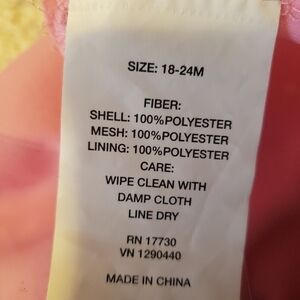 SIZE: 18-24M
FIBER:
SHELL: 100%POLYESTER
MESH: 100%POLYESTER
LINING: 100%POLYESTER
CARE:
WIPE CLEAN WITH
DAMP CLOTH
LINE DRY
RN 17730
VN 1290440
MADE IN CHINA